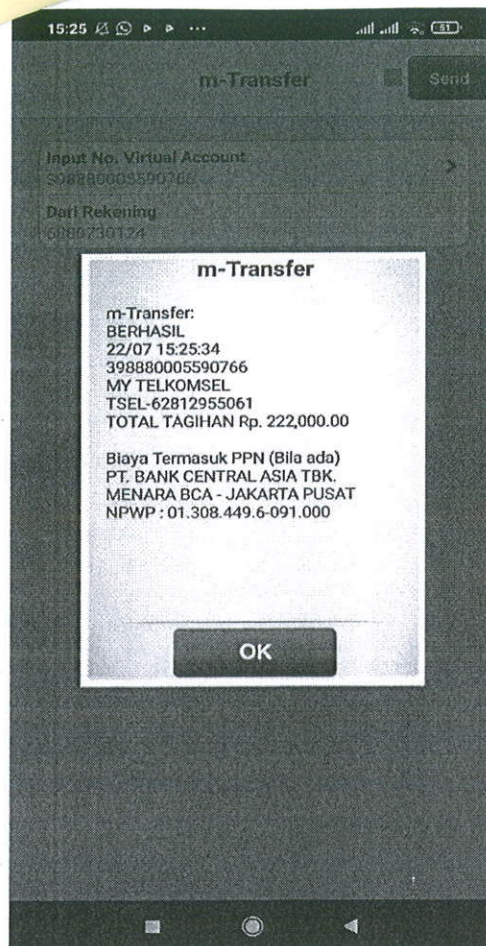 15:25
51
m-Transfer
Send
Input No. Virtual Account
398880005590766
Dari Rekening
m-Transfer
m-Transfer:
BERHASIL
22/07 15:25:34
398880005590766
MY TELKOMSEL
TSEL-62812955061
TOTAL TAGIHAN Rp. 222,000.00
Biaya Termasuk PPN (Bila ada)
PT. BANK CENTRAL ASIA TBK.
MENARA BCA - JAKARTA PUSAT
NPWP : 01.308.449.6-091.000
OK